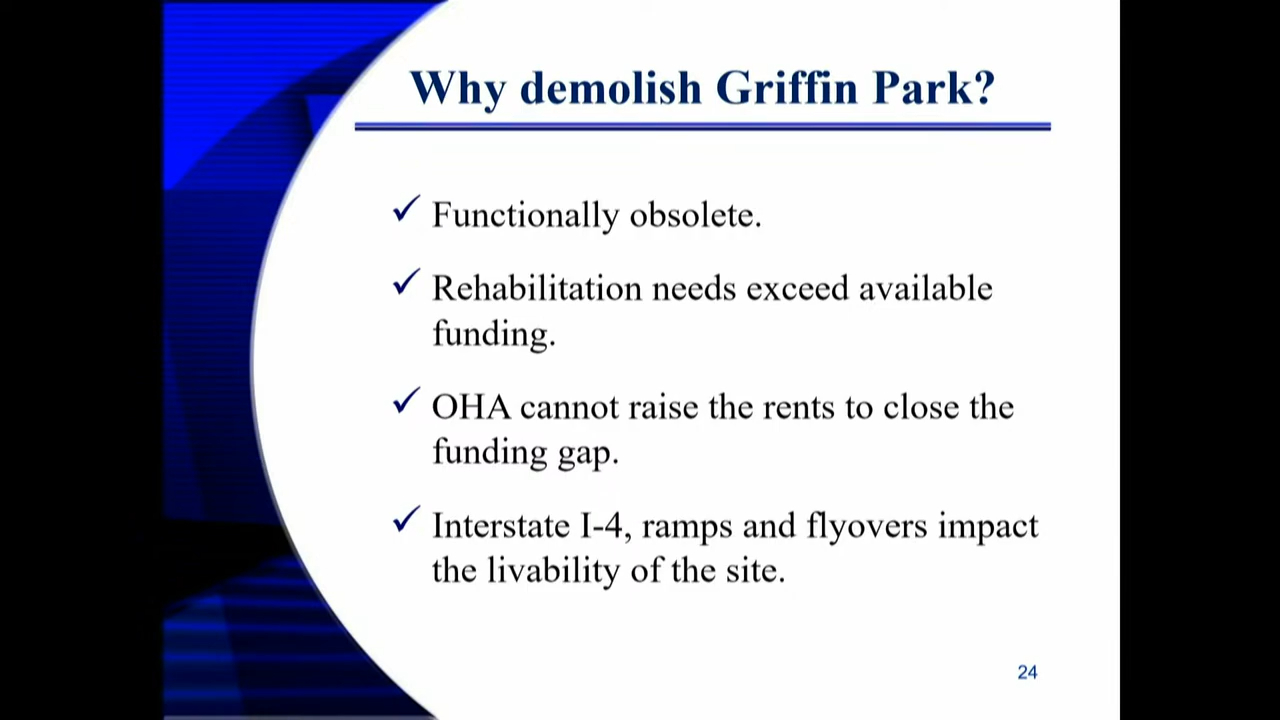 Why demolish Griffin Park?
✓ Functionally obsolete.
✓ Rehabilitation needs exceed available
funding.
✓ OHA cannot raise the rents to close the
funding gap.
✓ Interstate I-4, ramps and flyovers impact
the livability of the site.
24